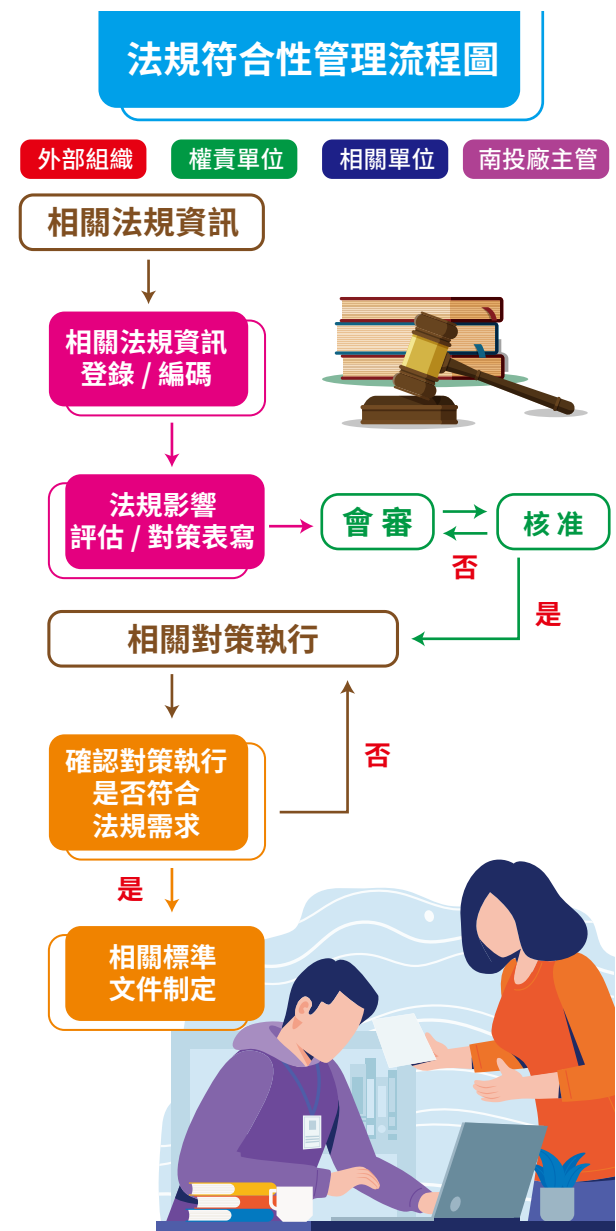 法規符合性管理流程圖
外部組織 權責單位 相關單位 南投廠主管
相關法規資訊
相關法規資訊
登錄 / 編碼
法規影響
評估 / 對策表寫
會審
核准
否
是
相關對策執行
確認對策執行
是否符合
法規需求
否
是
相關標準
文件制定